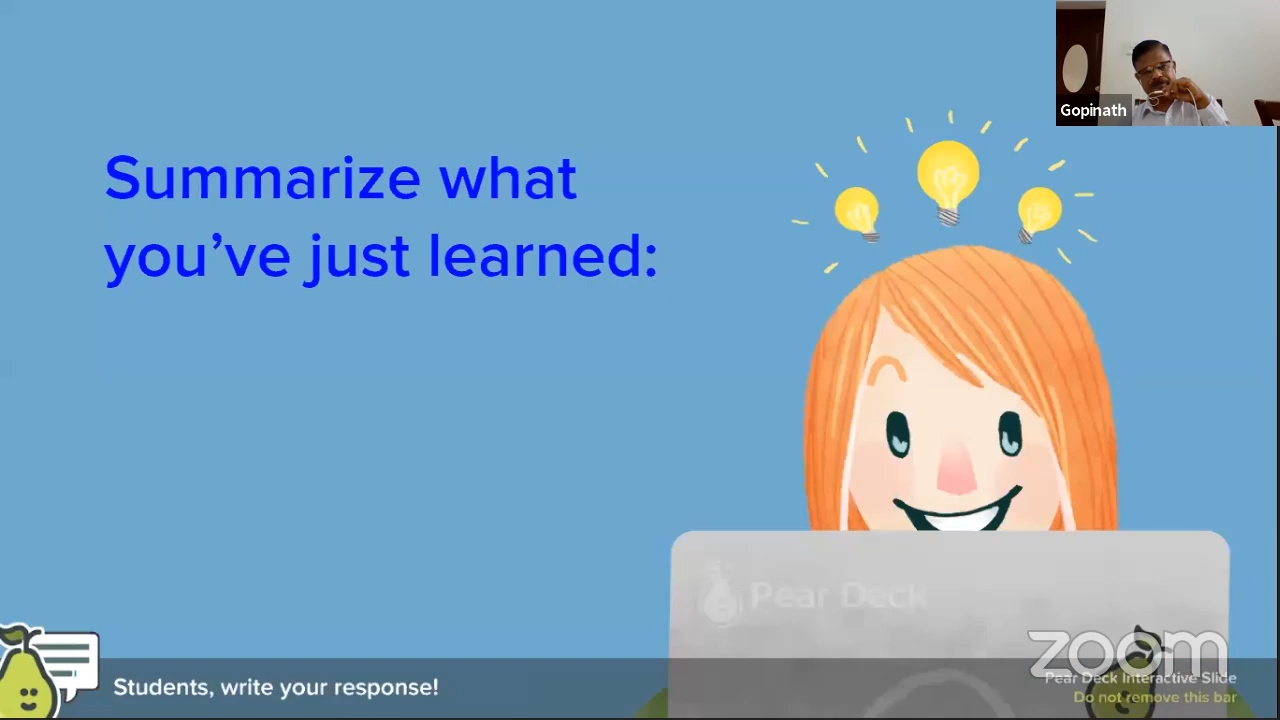 Gopinath
Summarize what
you’ve just learned:
Pear Deck
zoom
Students, write your response!
Pear Deck Interactive Slide
Do not remove this bar